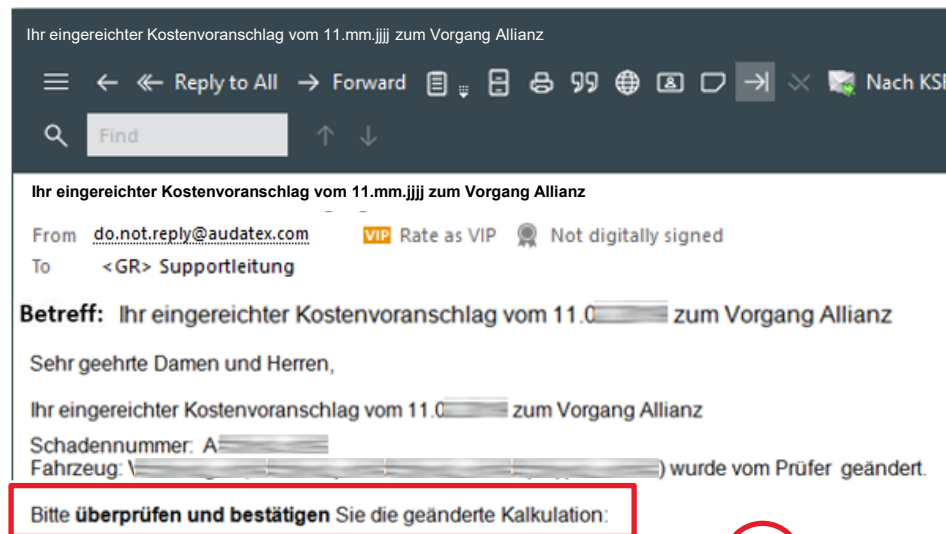 Ihr eingereichter Kostenvoranschlag vom 11.mm.jjjj zum Vorgang Allianz
Reply to All Forward Nach KSR
Find
Ihr eingereichter Kostenvoranschlag vom 11.mm.jjjj zum Vorgang Allianz
From do.not.reply@audatex.com VIP Rate as VIP Not digitally signed
To <GR> Supportleitung
Betreff: Ihr eingereichter Kostenvoranschlag vom 11.0 zum Vorgang Allianz
Sehr geehrte Damen und Herren,
Ihr eingereichter Kostenvoranschlag vom 11.0 zum Vorgang Allianz
Schadennummer: A
Fahrzeug: ) wurde vom Prüfer geändert.
Bitte überprüfen und bestätigen Sie die geänderte Kalkulation: